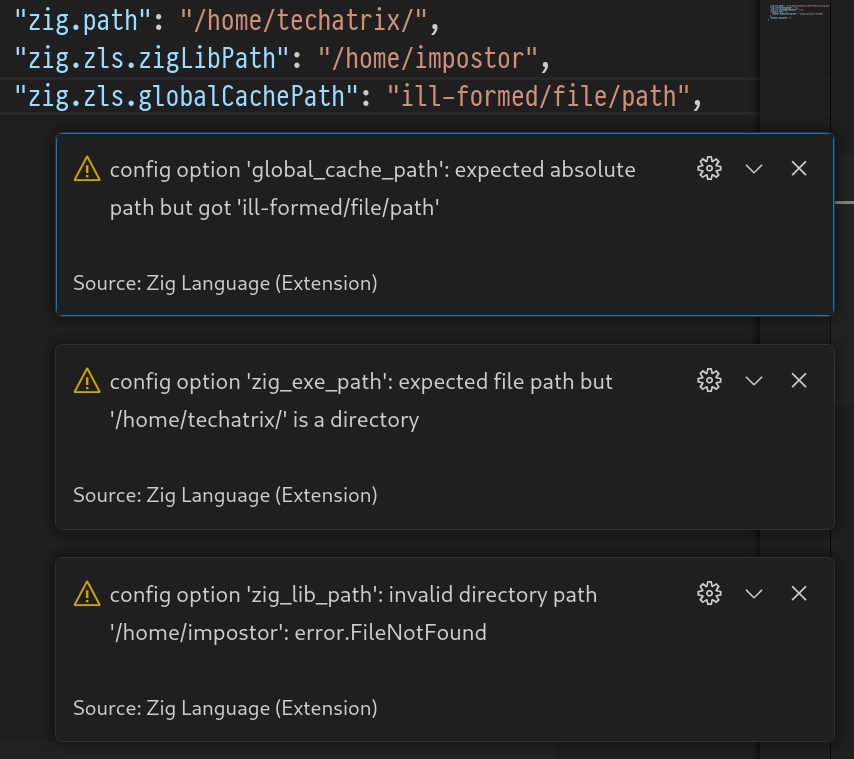 "zig.path": "/home/techatrix/",
"zig.zls.zigLibPath": "/home/impostor",
"zig.zls.globalCachePath": "ill-formed/file/path",
config option 'global_cache_path': expected absolute
path but got 'ill-formed/file/path'
Source: Zig Language (Extension)
config option 'zig_exe_path': expected file path but
'/home/techatrix/' is a directory
Source: Zig Language (Extension)
config option 'zig_lib_path': invalid directory path
'/home/impostor': error.FileNotFound
Source: Zig Language (Extension)